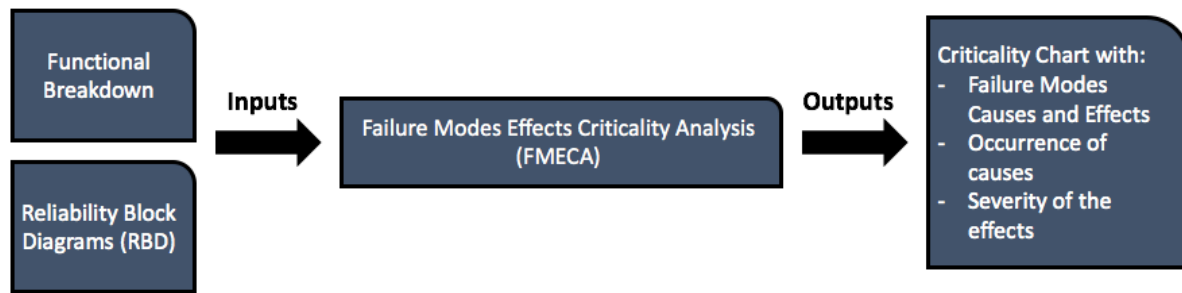 Functional
Breakdown
Reliability Block
Diagrams (RBD)
Inputs
Failure Modes Effects Criticality Analysis
(FMECA)
Outputs
Criticality Chart with:
- Failure Modes
Causes and Effects
- Occurrence of
causes
- Severity of the
effects